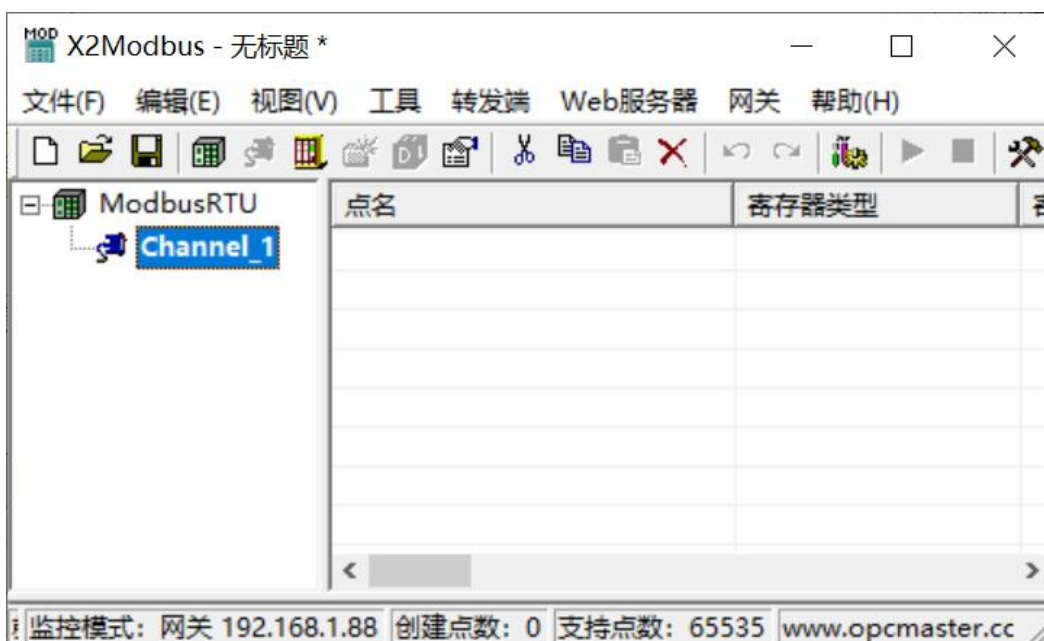 MOD
X2Modbus - 无标题 *
文件(F) 编辑(E) 视图(V) 工具 转发端 Web服务器 网关 帮助(H)
ModbusRTU
点名 寄存器类型
Channel_1
监控模式：网关 192.168.1.88 创建点数：0 支持点数：65535 www.opcmaster.cc